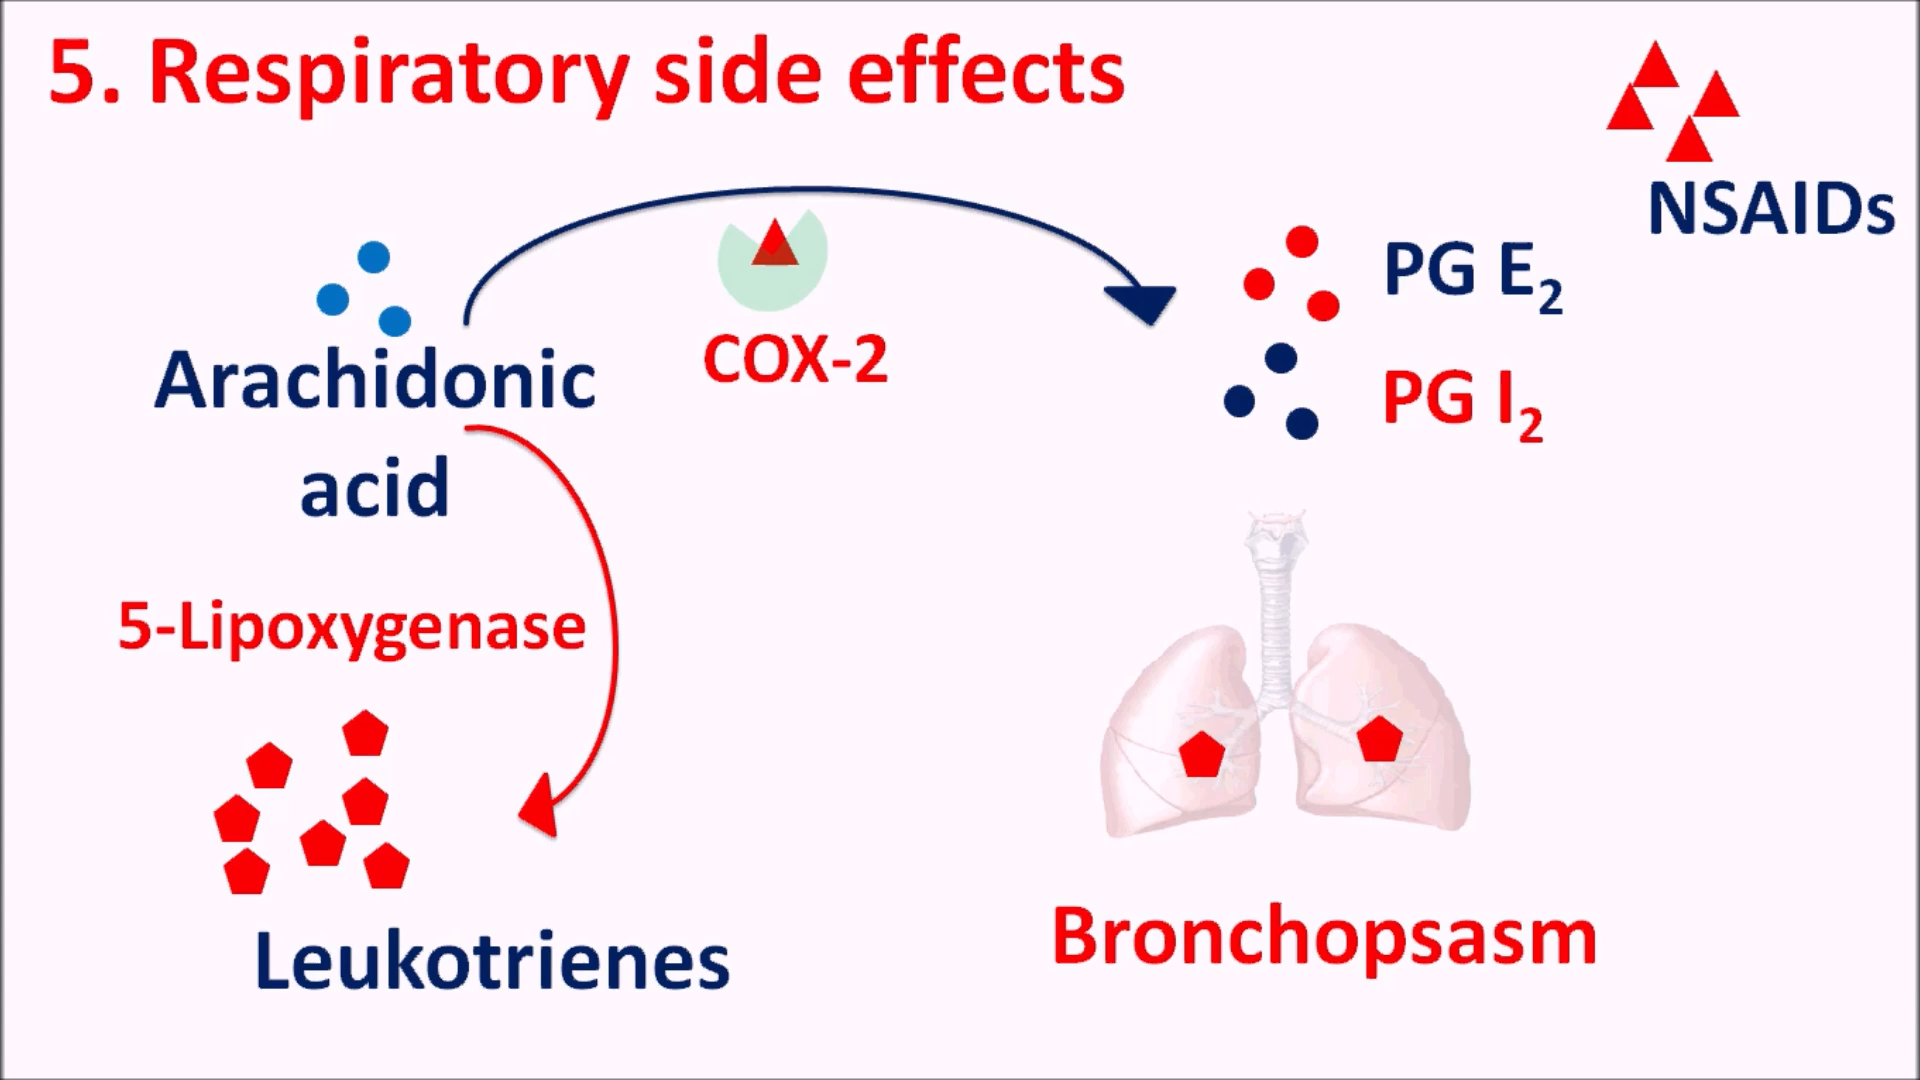 5. Respiratory side effects
NSAIDs
PG E₂
COX-2
PG I₂
Arachidonic
acid
5-Lipoxygenase
Leukotrienes
Bronchopsasm